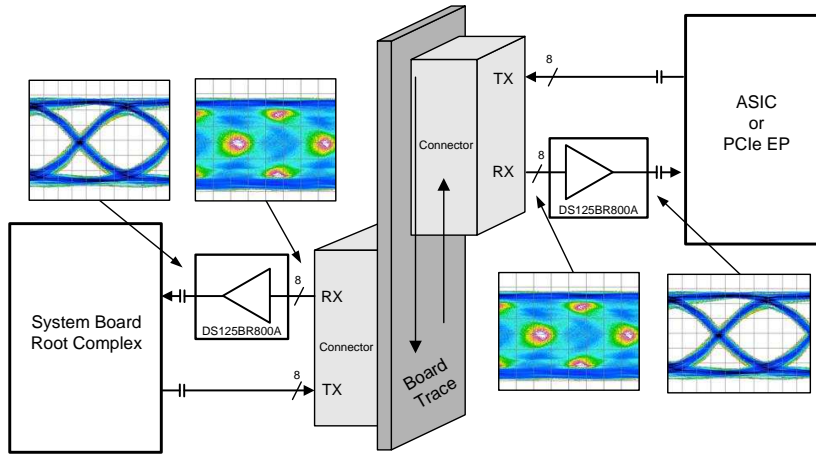 8
TX
ASIC
or
PCIe EP
Connector
8
RX
DS125BR800A
8
RX
System Board
Root Complex
DS125BR800A
Connector
Board
Trace
8
TX